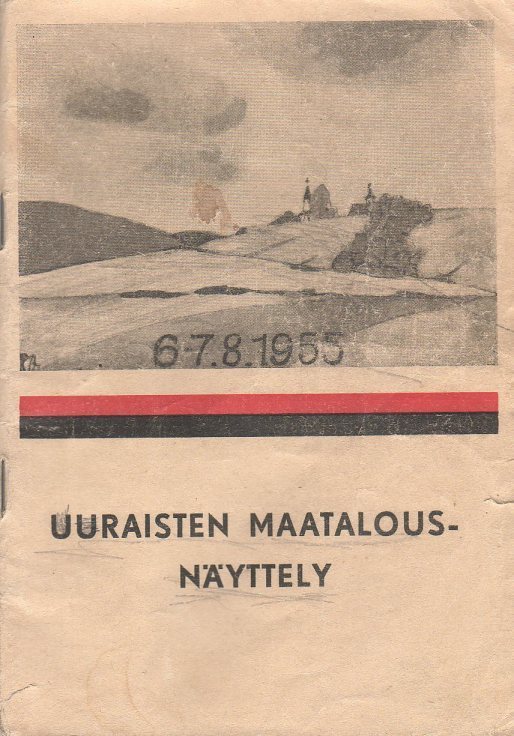 6-7.8.1955
UURAISTEN MAATALOUS-
NÄYTTELY